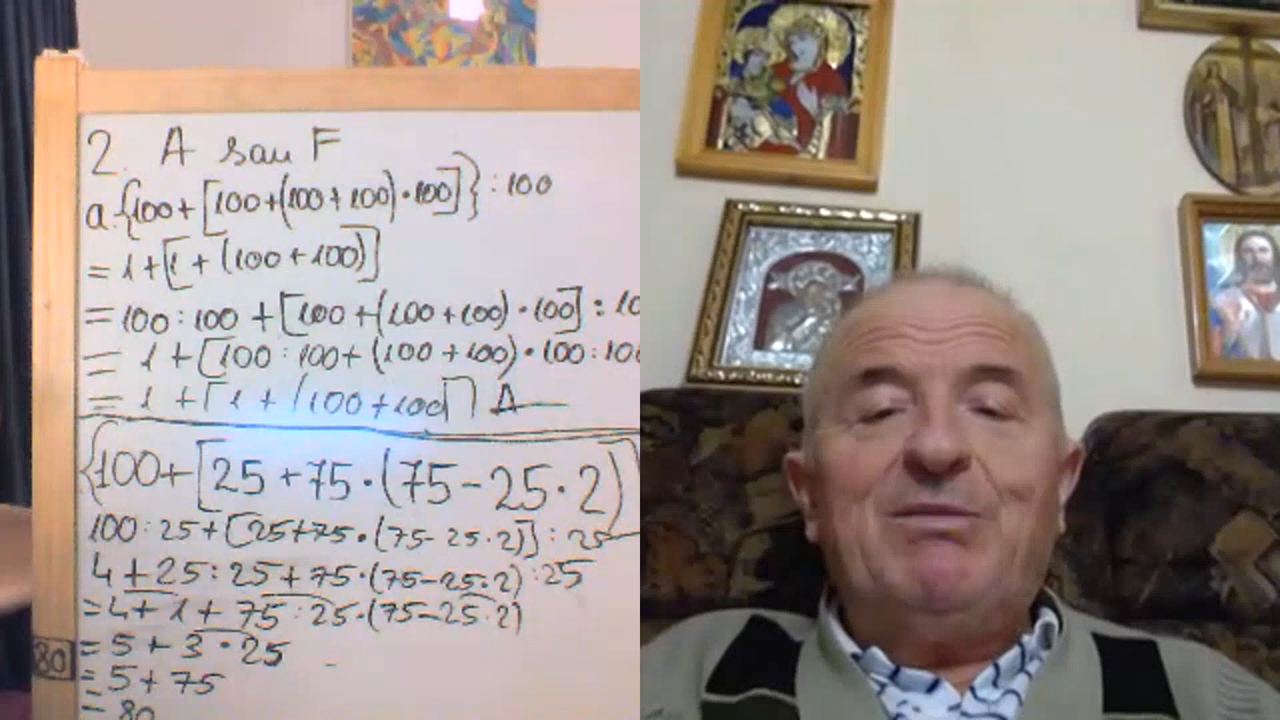 2. A sau F
a. {100+[100+(100+100)·100]} : 100
= 1+[1+(100+100)]
= 100:100 +[100+(100+100)·100] : 10
= 1+[100:100+(100+100)·100:100
= 1+[1+(100+100)] A
{100+[25+75·(75-25·2)
100:25+[25+75·(75-25·2)] : 25
4+25:25+75·(75-25·2):25
=4+1+75:25·(75-25·2)
=5+3·25
80
=5+75
=80